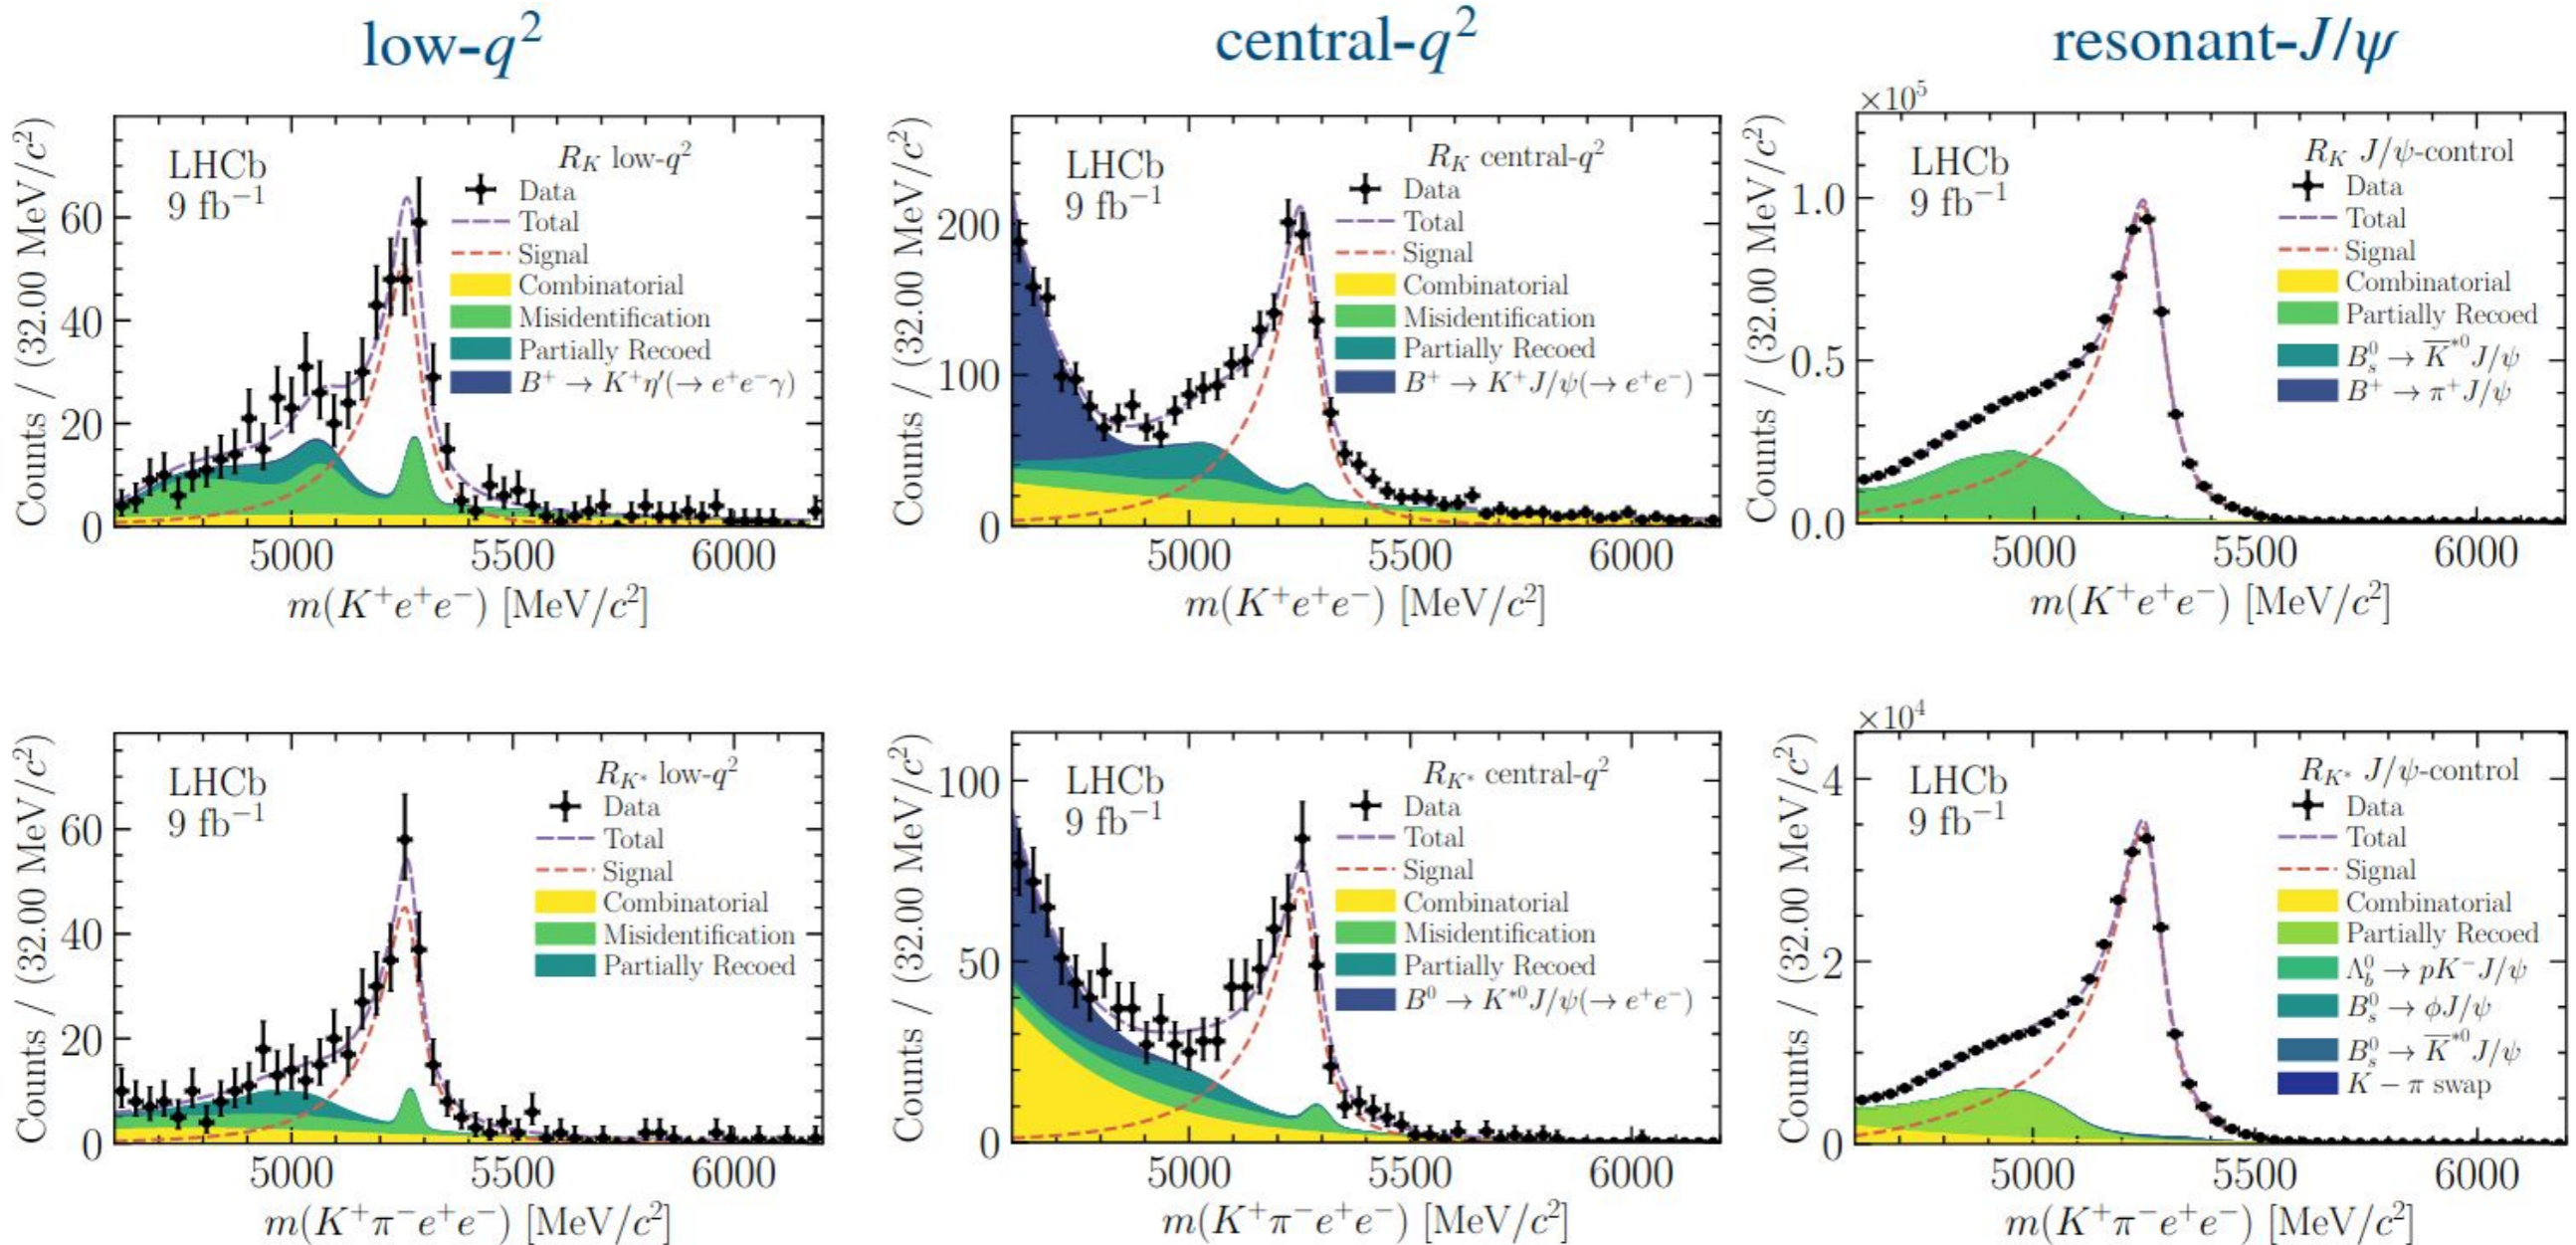 low-q²
central-q²
resonant-J/ψ
Counts / (32.00 MeV/c²)
60
40
20
0
LHCb
9 fb⁻¹
R_K low-q²
Data
Total
Signal
Combinatorial
Misidentification
Partially Recoed
B⁺ → K⁺η′(→ e⁺e⁻γ)
5000
5500
6000
m(K⁺e⁺e⁻) [MeV/c²]
Counts / (32.00 MeV/c²)
200
100
0
LHCb
9 fb⁻¹
R_K central-q²
Data
Total
Signal
Combinatorial
Misidentification
Partially Recoed
B⁺ → K⁺J/ψ(→ e⁺e⁻)
5000
5500
6000
m(K⁺e⁺e⁻) [MeV/c²]
×10⁵
Counts / (32.00 MeV/c²)
1.0
0.5
0.0
LHCb
9 fb⁻¹
R_K J/ψ-control
Data
Total
Signal
Combinatorial
Partially Recoed
B_s⁰ → K̅*⁰J/ψ
B⁺ → π⁺J/ψ
5000
5500
6000
m(K⁺e⁺e⁻) [MeV/c²]
Counts / (32.00 MeV/c²)
60
40
20
0
LHCb
9 fb⁻¹
R_K* low-q²
Data
Total
Signal
Combinatorial
Misidentification
Partially Recoed
5000
5500
6000
m(K⁺π⁻e⁺e⁻) [MeV/c²]
Counts / (32.00 MeV/c²)
100
50
0
LHCb
9 fb⁻¹
R_K* central-q²
Data
Total
Signal
Combinatorial
Misidentification
Partially Recoed
B⁰ → K*⁰J/ψ(→ e⁺e⁻)
5000
5500
6000
m(K⁺π⁻e⁺e⁻) [MeV/c²]
×10⁴
Counts / (32.00 MeV/c²)
4
2
0
LHCb
9 fb⁻¹
R_K* J/ψ-control
Data
Total
Signal
Combinatorial
Partially Recoed
Λ_b⁰ → pK⁻J/ψ
B_s⁰ → ϕJ/ψ
B_s⁰ → K̅*⁰J/ψ
K − π swap
5000
5500
6000
m(K⁺π⁻e⁺e⁻) [MeV/c²]